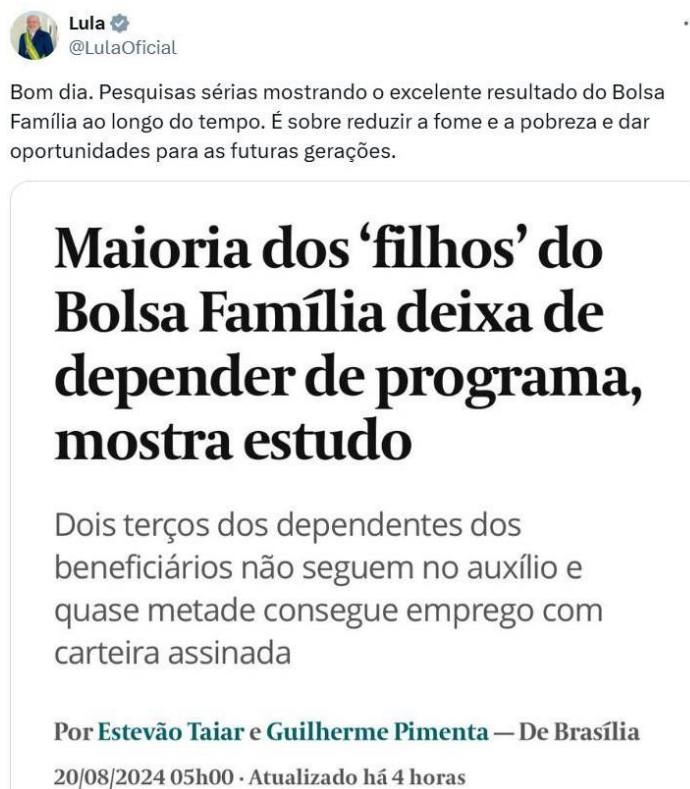 Lula
@LulaOficial
Bom dia. Pesquisas sérias mostrando o excelente resultado do Bolsa
Família ao longo do tempo. É sobre reduzir a fome e a pobreza e dar
oportunidades para as futuras gerações.
Maioria dos ‘filhos’ do
Bolsa Família deixa de
depender de programa,
mostra estudo
Dois terços dos dependentes dos
beneficiários não seguem no auxílio e
quase metade consegue emprego com
carteira assinada
Por Estevão Taiar e Guilherme Pimenta — De Brasília
20/08/2024 05h00 · Atualizado há 4 horas